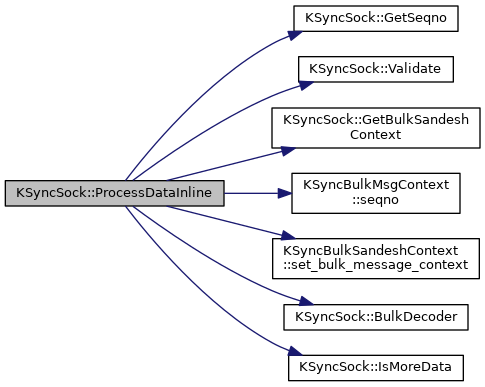 KSyncSock::GetSeqno
KSyncSock::Validate
KSyncSock::GetBulkSandesh
Context
KSyncSock::ProcessDataInline
KSyncBulkMsgContext
::seqno
KSyncBulkSandeshContext
::set_bulk_message_context
KSyncSock::BulkDecoder
KSyncSock::IsMoreData